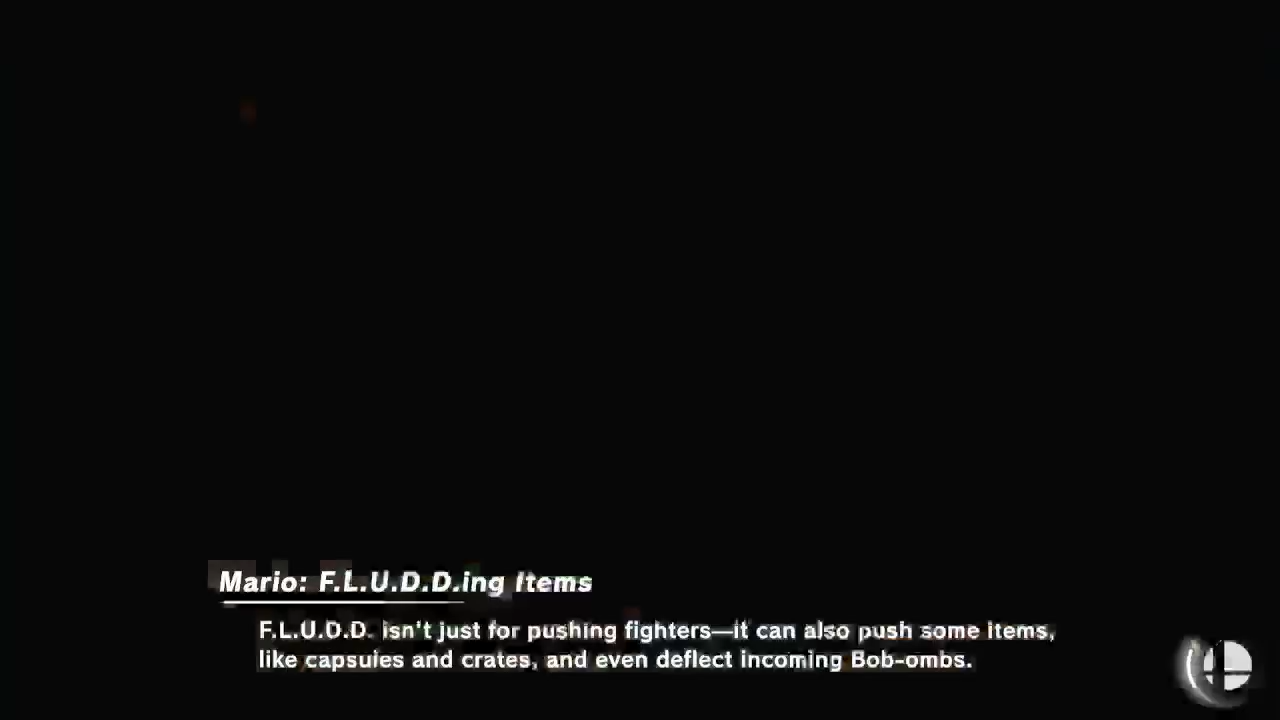 Mario: F.L.U.D.D.ing Items
F.L.U.D.D. isn't just for pushing fighters—it can also push some items,
like capsules and crates, and even deflect incoming Bob-ombs.